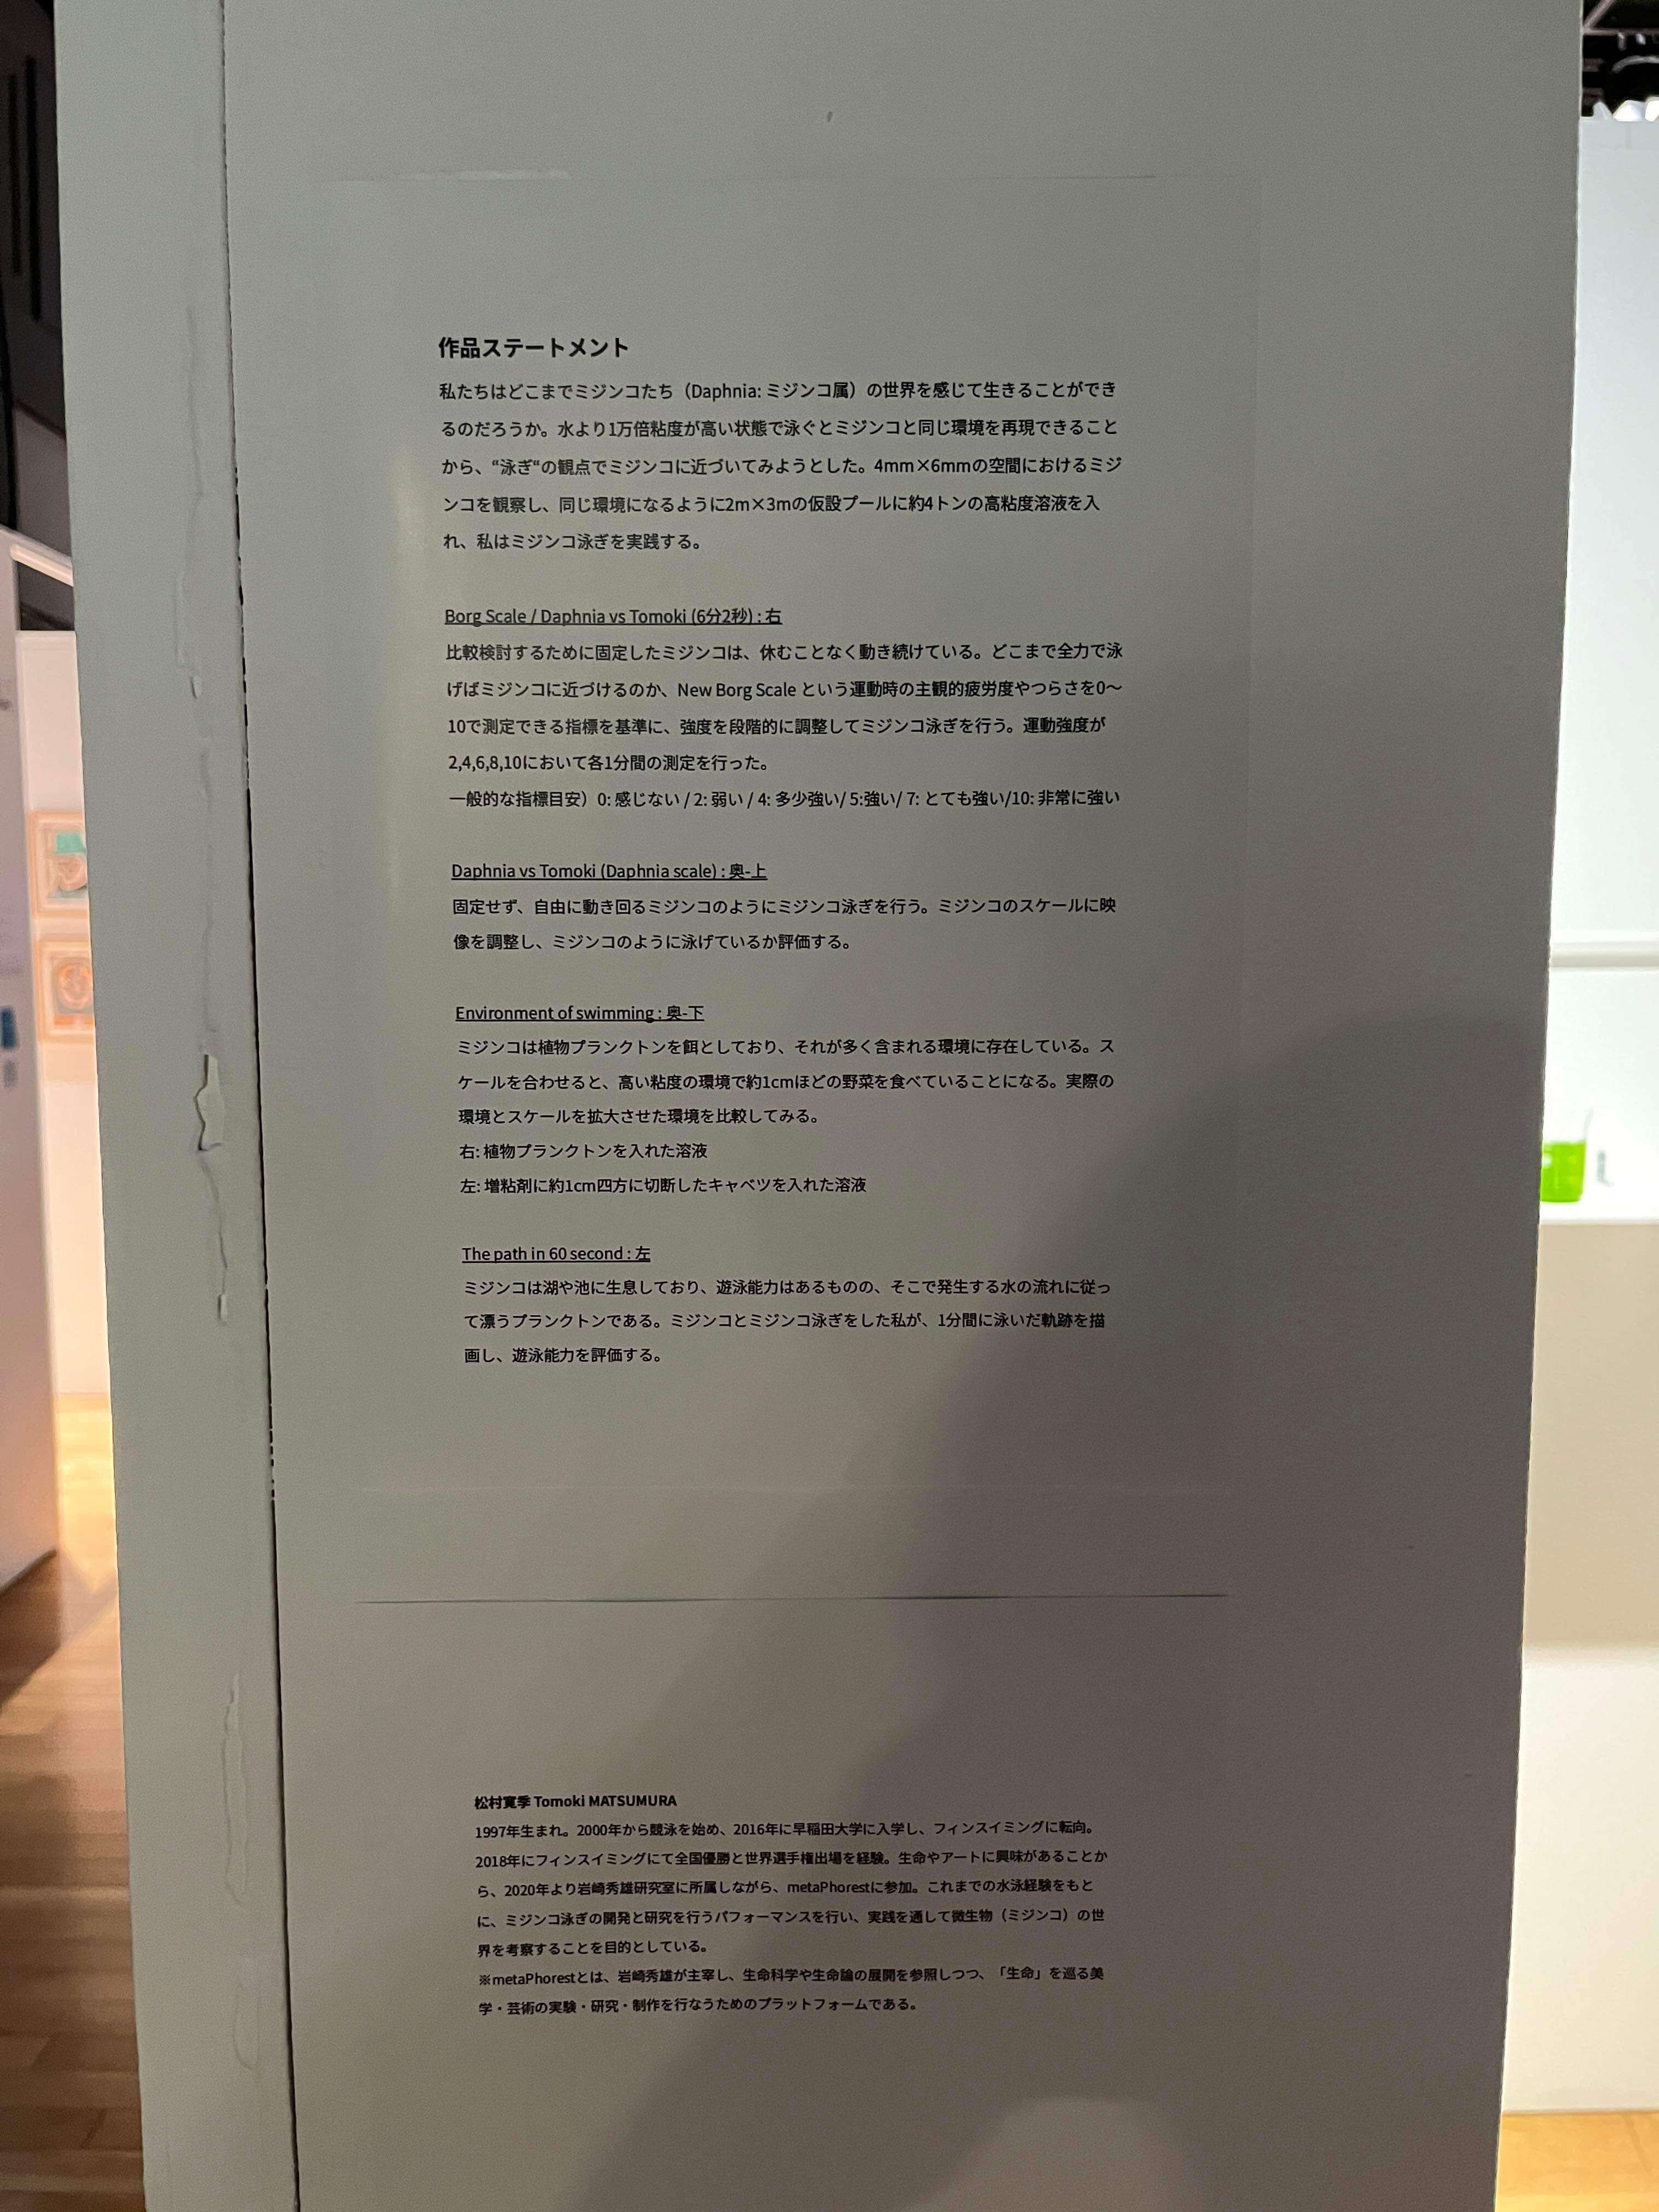 作品ステートメント
私たちはどこまでミジンコたち（Daphnia: ミジンコ属）の世界を感じて生きることができ
るのだろうか。水より1万倍粘度が高い状態で泳ぐとミジンコと同じ環境を再現できること
から、“泳ぎ“の観点でミジンコに近づいてみようとした。4mm×6mmの空間におけるミジ
ンコを観察し、同じ環境になるように2m×3mの仮設プールに約4トンの高粘度溶液を入
れ、私はミジンコ泳ぎを実践する。
Borg Scale / Daphnia vs Tomoki (6分2秒) : 右
比較検討するために固定したミジンコは、休むことなく動き続けている。どこまで全力で泳
げばミジンコに近づけるのか、New Borg Scale という運動時の主観的疲労度やつらさを0〜
10で測定できる指標を基準に、強度を段階的に調整してミジンコ泳ぎを行う。運動強度が
2,4,6,8,10において各1分間の測定を行った。
一般的な指標目安）0: 感じない / 2: 弱い / 4: 多少強い/ 5:強い/ 7: とても強い/10: 非常に強い
Daphnia vs Tomoki (Daphnia scale) : 奥-上
固定せず、自由に動き回るミジンコのようにミジンコ泳ぎを行う。ミジンコのスケールに映
像を調整し、ミジンコのように泳げているか評価する。
Environment of swimming : 奥-下
ミジンコは植物プランクトンを餌としており、それが多く含まれる環境に存在している。ス
ケールを合わせると、高い粘度の環境で約1cmほどの野菜を食べていることになる。実際の
環境とスケールを拡大させた環境を比較してみる。
右: 植物プランクトンを入れた溶液
左: 増粘剤に約1cm四方に切断したキャベツを入れた溶液
The path in 60 second : 左
ミジンコは湖や池に生息しており、遊泳能力はあるものの、そこで発生する水の流れに従っ
て漂うプランクトンである。ミジンコとミジンコ泳ぎをした私が、1分間に泳いだ軌跡を描
画し、遊泳能力を評価する。
松村寛季 Tomoki MATSUMURA
1997年生まれ。2000年から競泳を始め、2016年に早稲田大学に入学し、フィンスイミングに転向。
2018年にフィンスイミングにて全国優勝と世界選手権出場を経験。生命やアートに興味があることか
ら、2020年より岩崎秀雄研究室に所属しながら、metaPhorestに参加。これまでの水泳経験をもと
に、ミジンコ泳ぎの開発と研究を行うパフォーマンスを行い、実践を通して微生物（ミジンコ）の世
界を考察することを目的としている。
※metaPhorestとは、岩崎秀雄が主宰し、生命科学や生命論の展開を参照しつつ、「生命」を巡る美
学・芸術の実験・研究・制作を行なうためのプラットフォームである。